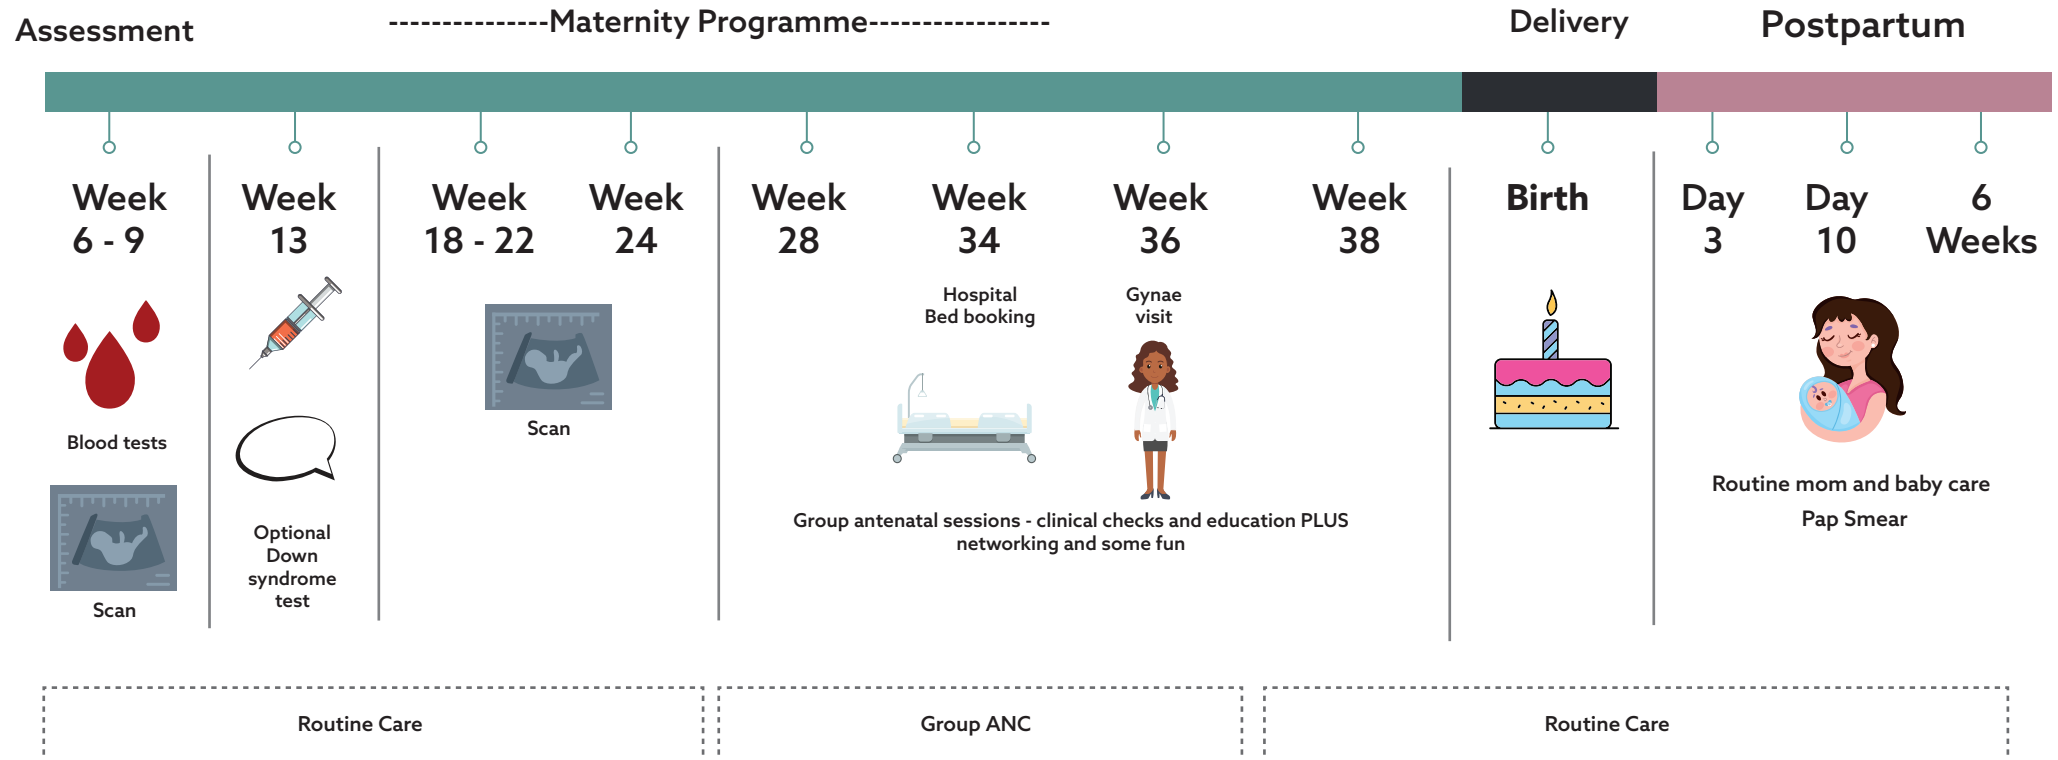 Assessment
---------------Maternity Programme-----------------
Delivery
Postpartum
Week
6 - 9
Week
13
Week
18 - 22
Week
24
Week
28
Week
34
Week
36
Week
38
Birth
Day
3
Day
10
6
Weeks
Blood tests
Scan
Optional
Down
syndrome
test
Scan
Hospital
Bed booking
Gynae
visit
Group antenatal sessions - clinical checks and education PLUS
networking and some fun
Routine mom and baby care
Pap Smear
Routine Care
Group ANC
Routine Care